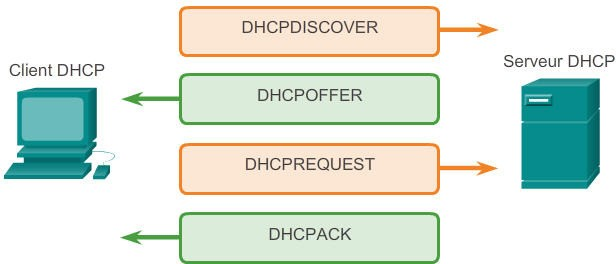 DHCPDISCOVER
Client DHCP
Serveur DHCP
DHCPOFFER
DHCPREQUEST
DHCPACK